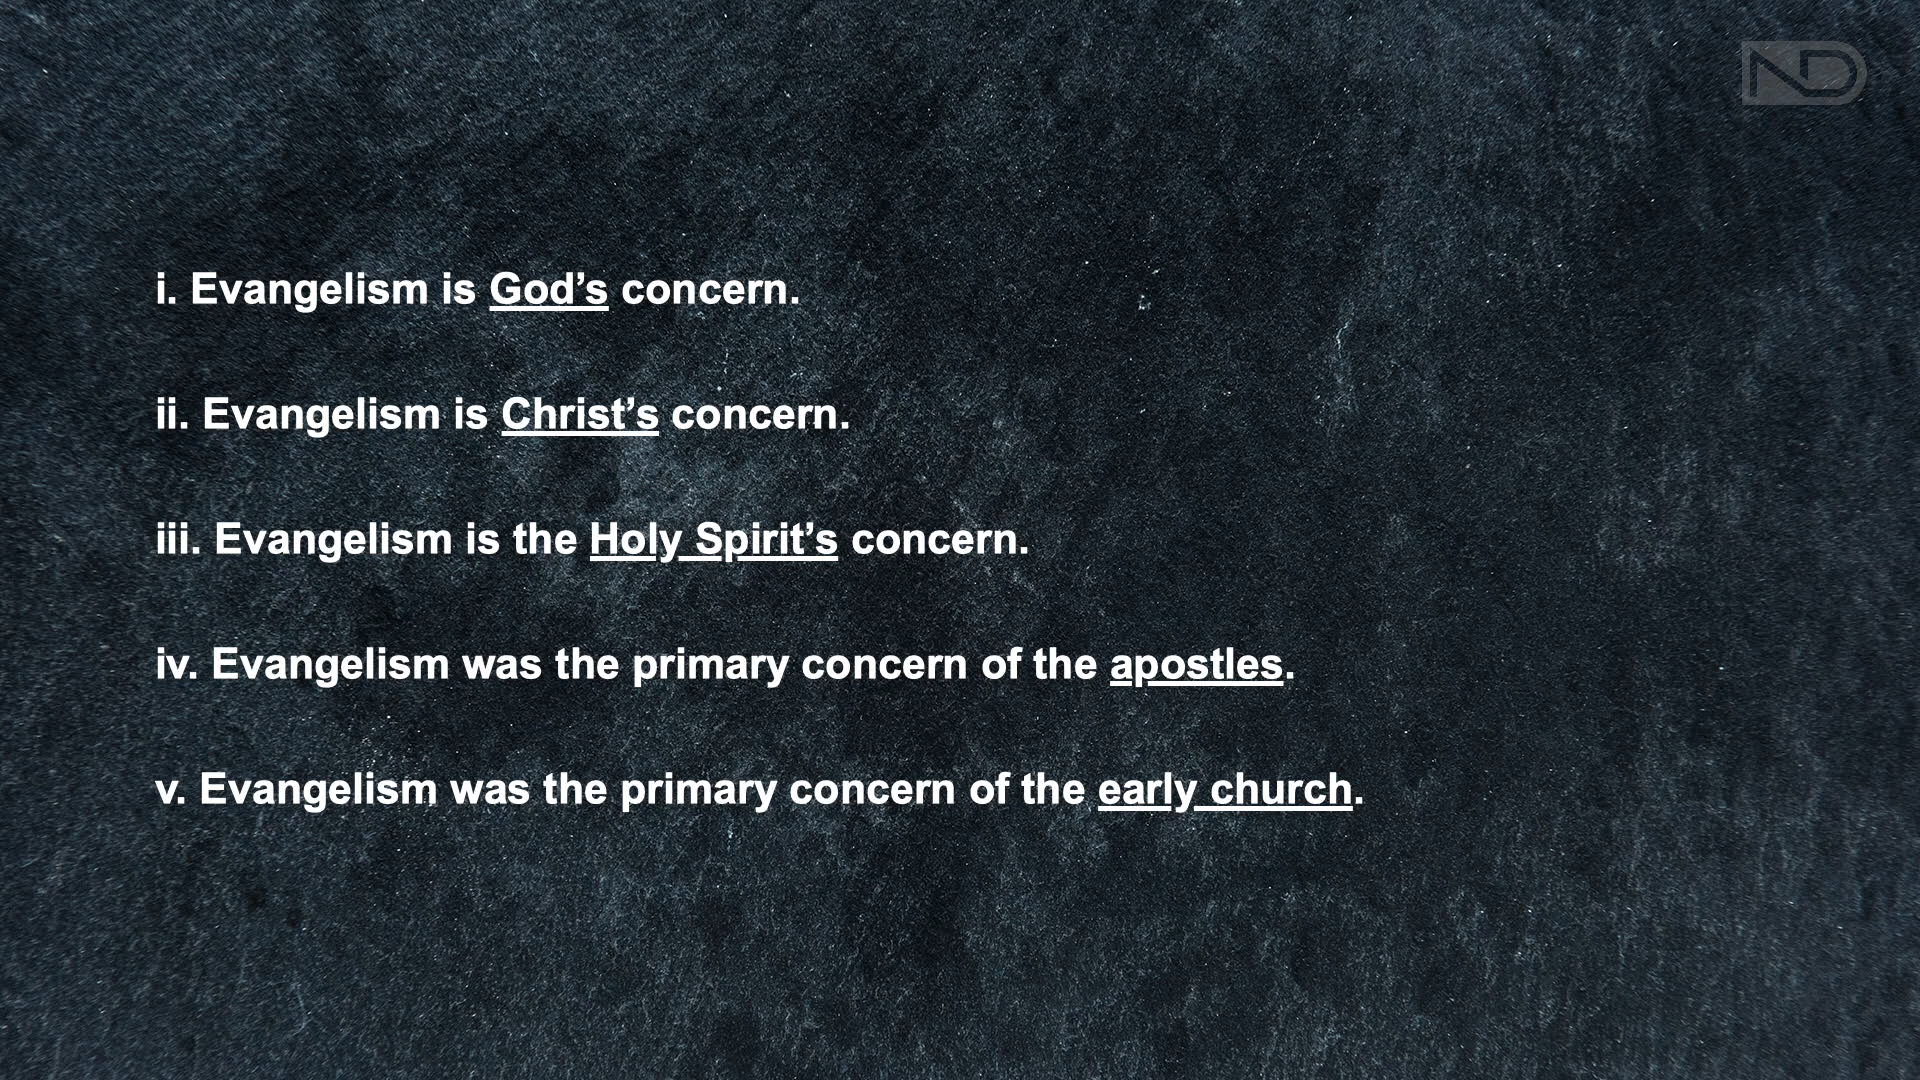 ND
i. Evangelism is God’s concern.
ii. Evangelism is Christ’s concern.
iii. Evangelism is the Holy Spirit’s concern.
iv. Evangelism was the primary concern of the apostles.
v. Evangelism was the primary concern of the early church.